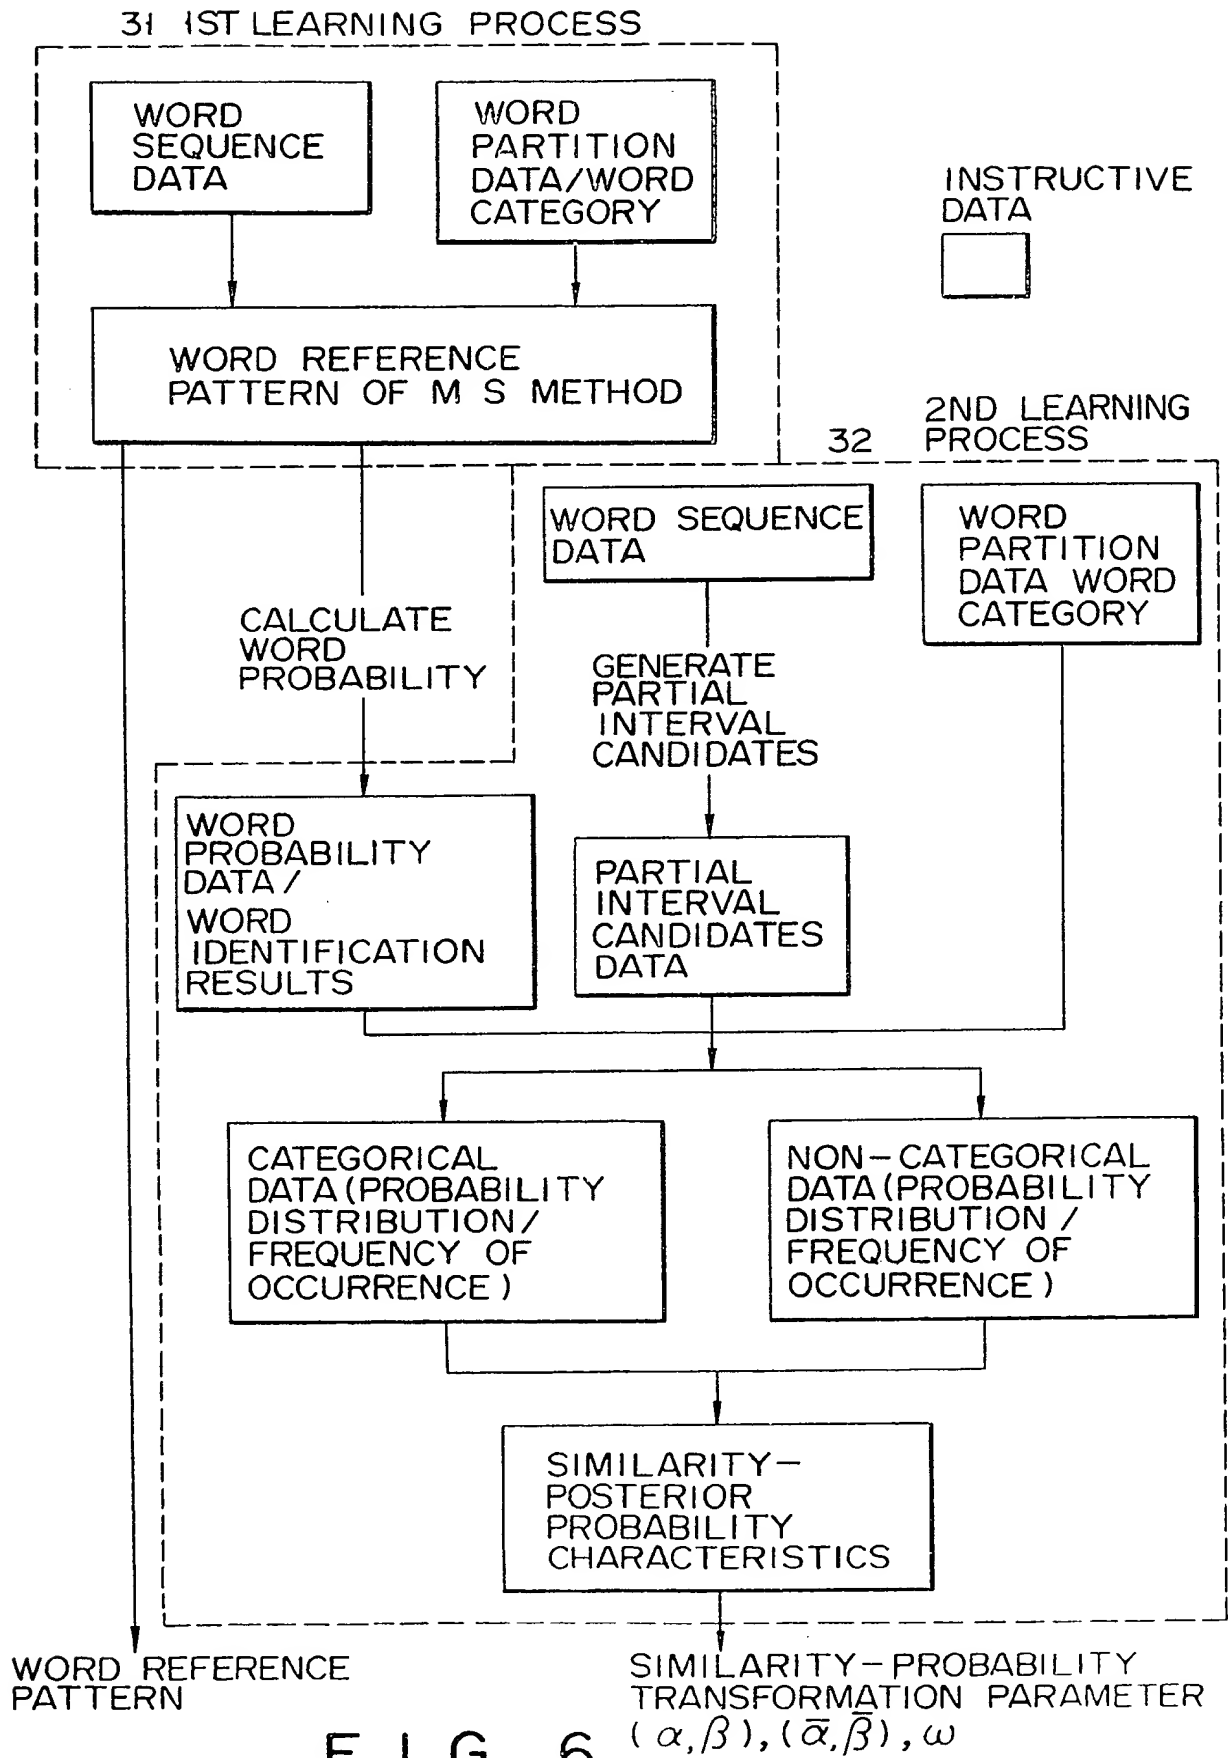 31 1ST LEARNING PROCESS
WORD
SEQUENCE
DATA
WORD
PARTITION
DATA/WORD
CATEGORY
INSTRUCTIVE
DATA
WORD REFERENCE
PATTERN OF M S METHOD
32
2ND LEARNING
PROCESS
WORD SEQUENCE
DATA
WORD
PARTITION
DATA WORD
CATEGORY
CALCULATE
WORD
PROBABILITY
GENERATE
PARTIAL
INTERVAL
CANDIDATES
WORD
PROBABILITY
DATA/
WORD
IDENTIFICATION
RESULTS
PARTIAL
INTERVAL
CANDIDATES
DATA
CATEGORICAL
DATA(PROBABILITY
DISTRIBUTION/
FREQUENCY OF
OCCURRENCE)
NON-CATEGORICAL
DATA(PROBABILITY
DISTRIBUTION/
FREQUENCY OF
OCCURRENCE)
SIMILARITY-
POSTERIOR
PROBABILITY
CHARACTERISTICS
WORD REFERENCE
PATTERN
SIMILARITY-PROBABILITY
TRANSFORMATION PARAMETER
(α,β),(ᾱ,β̄),ω
FIG. 6